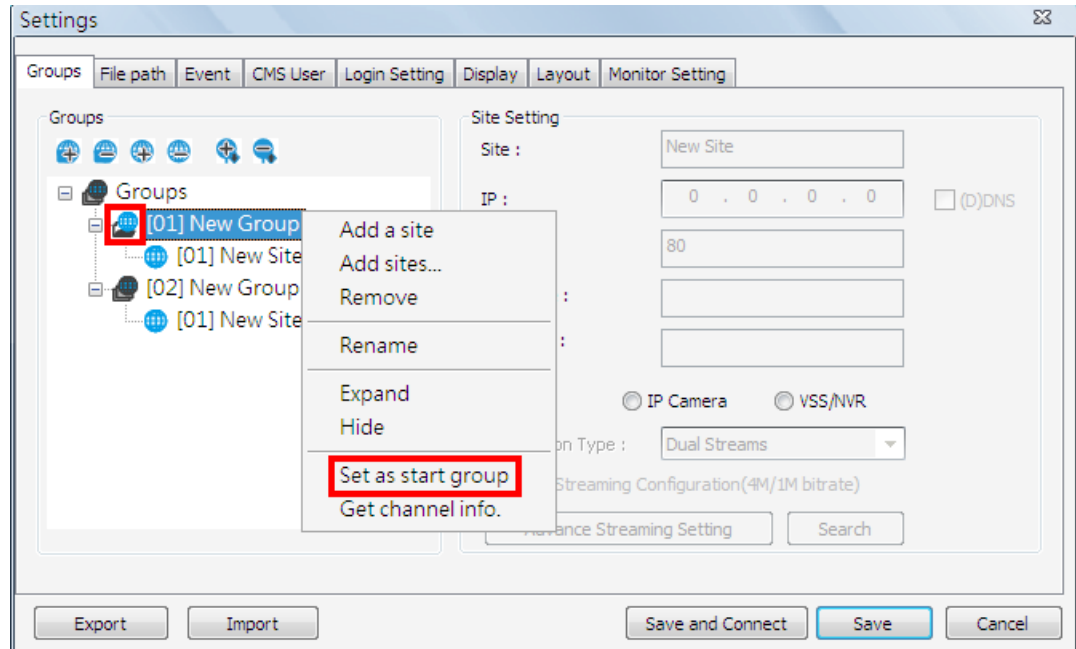 Settings
Groups File path Event CMS User Login Setting Display Layout Monitor Setting
Groups
Groups
[01] New Group
[01] New Site
[02] New Group
[01] New Site
Add a site
Add sites...
Remove
Rename
Expand
Hide
Set as start group
Get channel info.
Site Setting
Site : New Site
IP : 0 . 0 . 0 . 0 (D)DNS
80
:
:
IP Camera VSS/NVR
on Type : Dual Streams
Streaming Configuration(4M/1M bitrate)
Advance Streaming Setting Search
Export Import Save and Connect Save Cancel